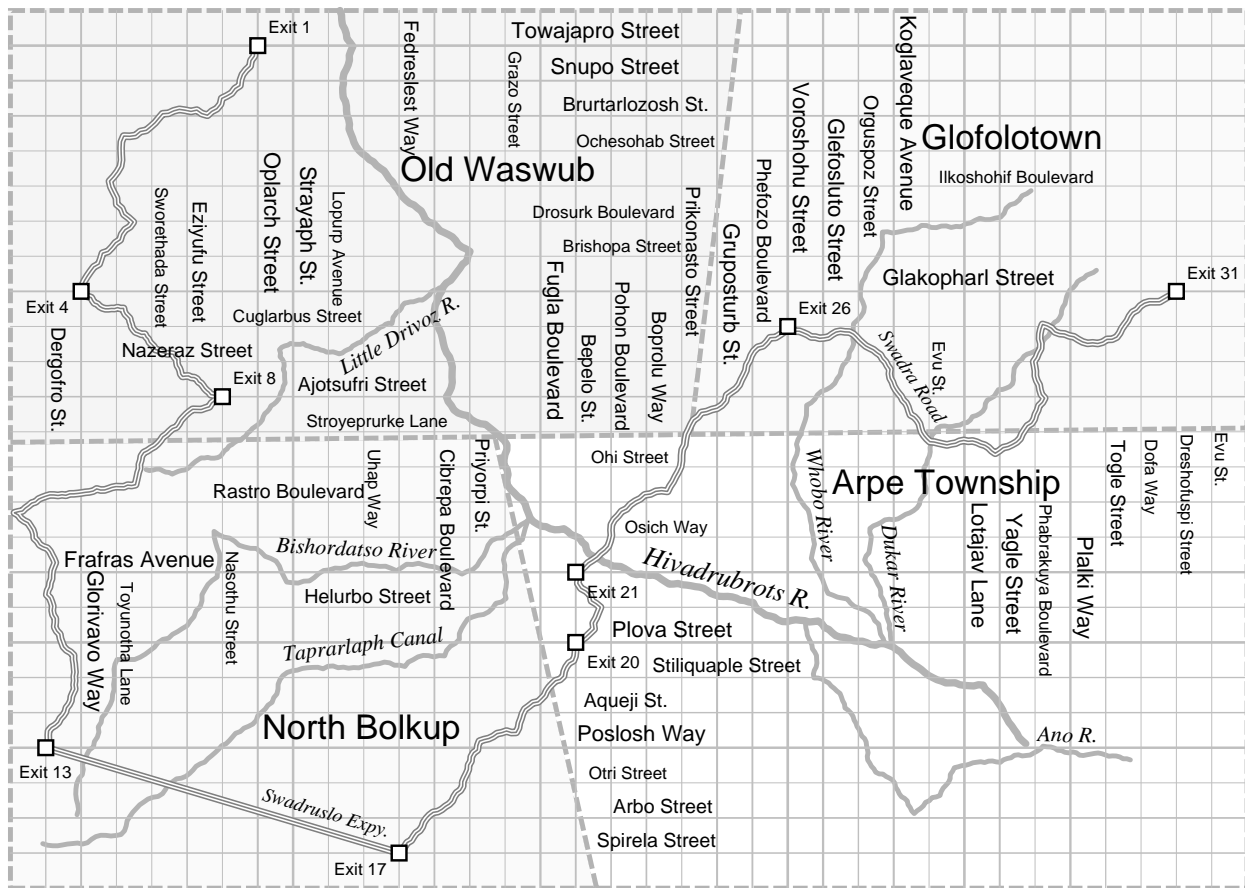 Exit 1
Fedreslest Way
Towajapro Street
Koglaveque Avenue
Grazo Street
Snupo Street
Brurtarlozosh St.
Voroshohu Street
Orguspoz Street
Glefosluto Street
Ochesohab Street
Glofolotown
Old Waswub
Phefozo Boulevard
Ilkoshohif Boulevard
Oplarch Street
Strayaph St.
Lopurp Avenue
Sworethada Street
Eziyufu Street
Prikonasto Street
Drosurk Boulevard
Gruposturb St.
Brishopa Street
Fugla Boulevard
Glakopharl Street
Exit 31
Exit 4
Pohon Boulevard
Cuglarbus Street
Little Drivoz R.
Boprolu Way
Exit 26
Dergofro St.
Nazeraz Street
Bepelo St.
Swadra Road
Evu St.
Exit 8
Ajotsufri Street
Stroyeprurke Lane
Priyorpi St.
Uhap Way
Cibrepa Boulevard
Ohi Street
Whobo River
Togle Street
Dofa Way
Dreshofuspi Street
Evu St.
Rastro Boulevard
Arpe Township
Osich Way
Lotajav Lane
Yagle Street
Phabrakuya Boulevard
Plalki Way
Dukar River
Frafras Avenue
Bishordatso River
Nasothu Street
Hivadrubrots R.
Glorivavo Way
Toyunotha Lane
Helurbo Street
Exit 21
Plova Street
Taprarlaph Canal
Exit 20
Stiliquaple Street
Aqueji St.
North Bolkup
Poslosh Way
Ano R.
Exit 13
Otri Street
Swadruslo Expy.
Arbo Street
Spirela Street
Exit 17